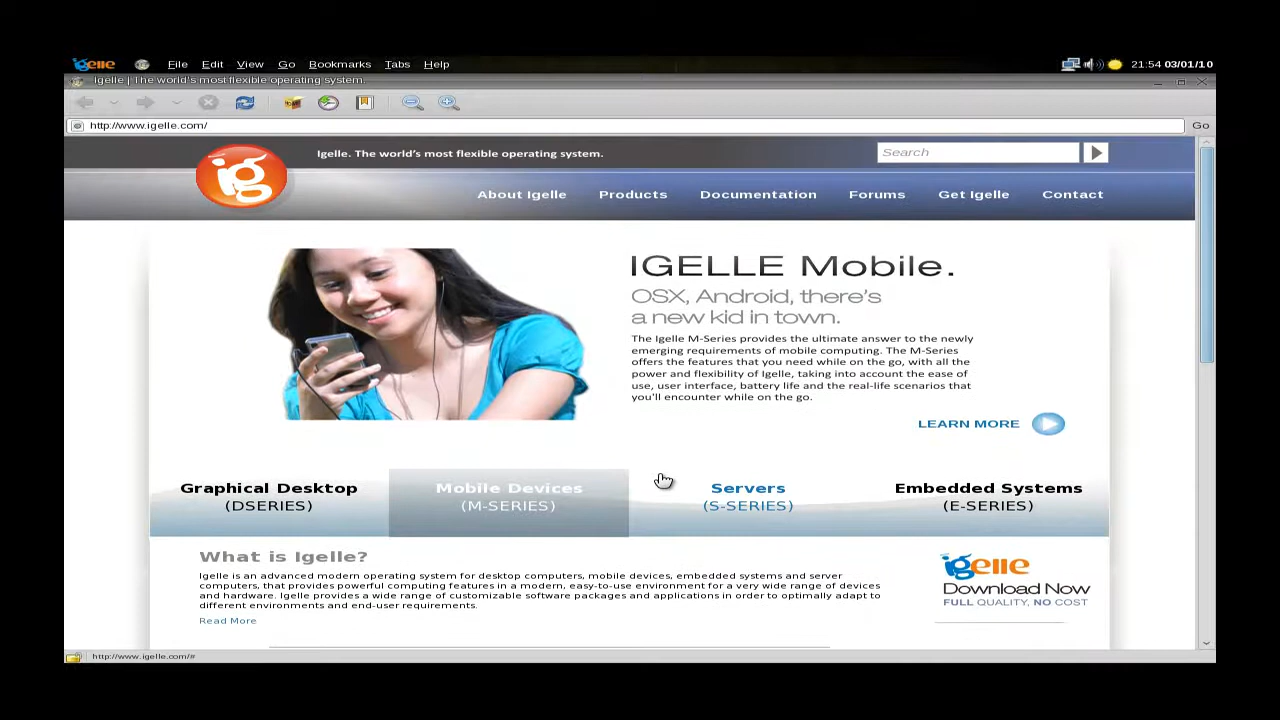 igelle File Edit View Go Bookmarks Tabs Help 21:54 03/01/10
Igelle | The world's most flexible operating system.
http://www.igelle.com/ Go
ig Igelle. The world's most flexible operating system. Search
About Igelle Products Documentation Forums Get Igelle Contact
IGELLE Mobile.
OSX, Android, there's
a new kid in town.
The Igelle M-Series provides the ultimate answer to the newly
emerging requirements of mobile computing. The M-Series
offers the features that you need while on the go, with all the
power and flexibility of Igelle, taking into account the ease of
use, user interface, battery life and the real-life scenarios that
you'll encounter while on the go.
LEARN MORE
Graphical Desktop Mobile Devices Servers Embedded Systems
(DSERIES) (M-SERIES) (S-SERIES) (E-SERIES)
What is Igelle?
Igelle is an advanced modern operating system for desktop computers, mobile devices, embedded systems and server
computers, that provides powerful computing features in a modern, easy-to-use environment for a very wide range of devices
and hardware. Igelle provides a wide range of customizable software packages and applications in order to optimally adapt to
different environments and end-user requirements.
Read More
igelle
Download Now
FULL QUALITY, NO COST
http://www.igelle.com/#